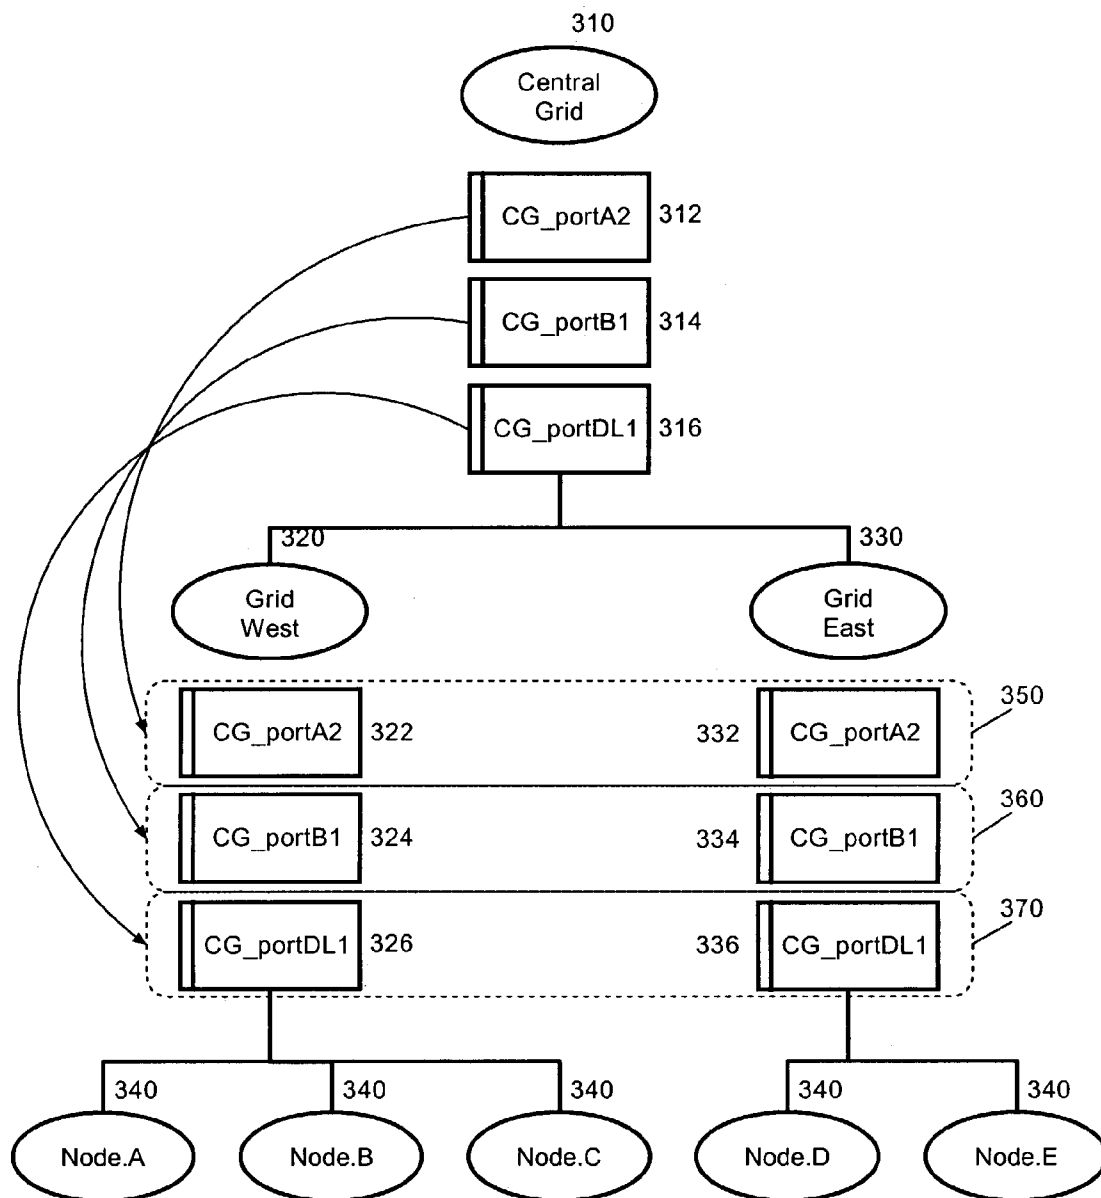 310
Central
Grid
CG_portA2
312
CG_portB1
314
CG_portDL1
316
320
330
Grid
West
Grid
East
350
CG_portA2
322
332
CG_portA2
360
CG_portB1
324
334
CG_portB1
370
CG_portDL1
326
336
CG_portDL1
340
340
340
340
340
Node.A
Node.B
Node.C
Node.D
Node.E